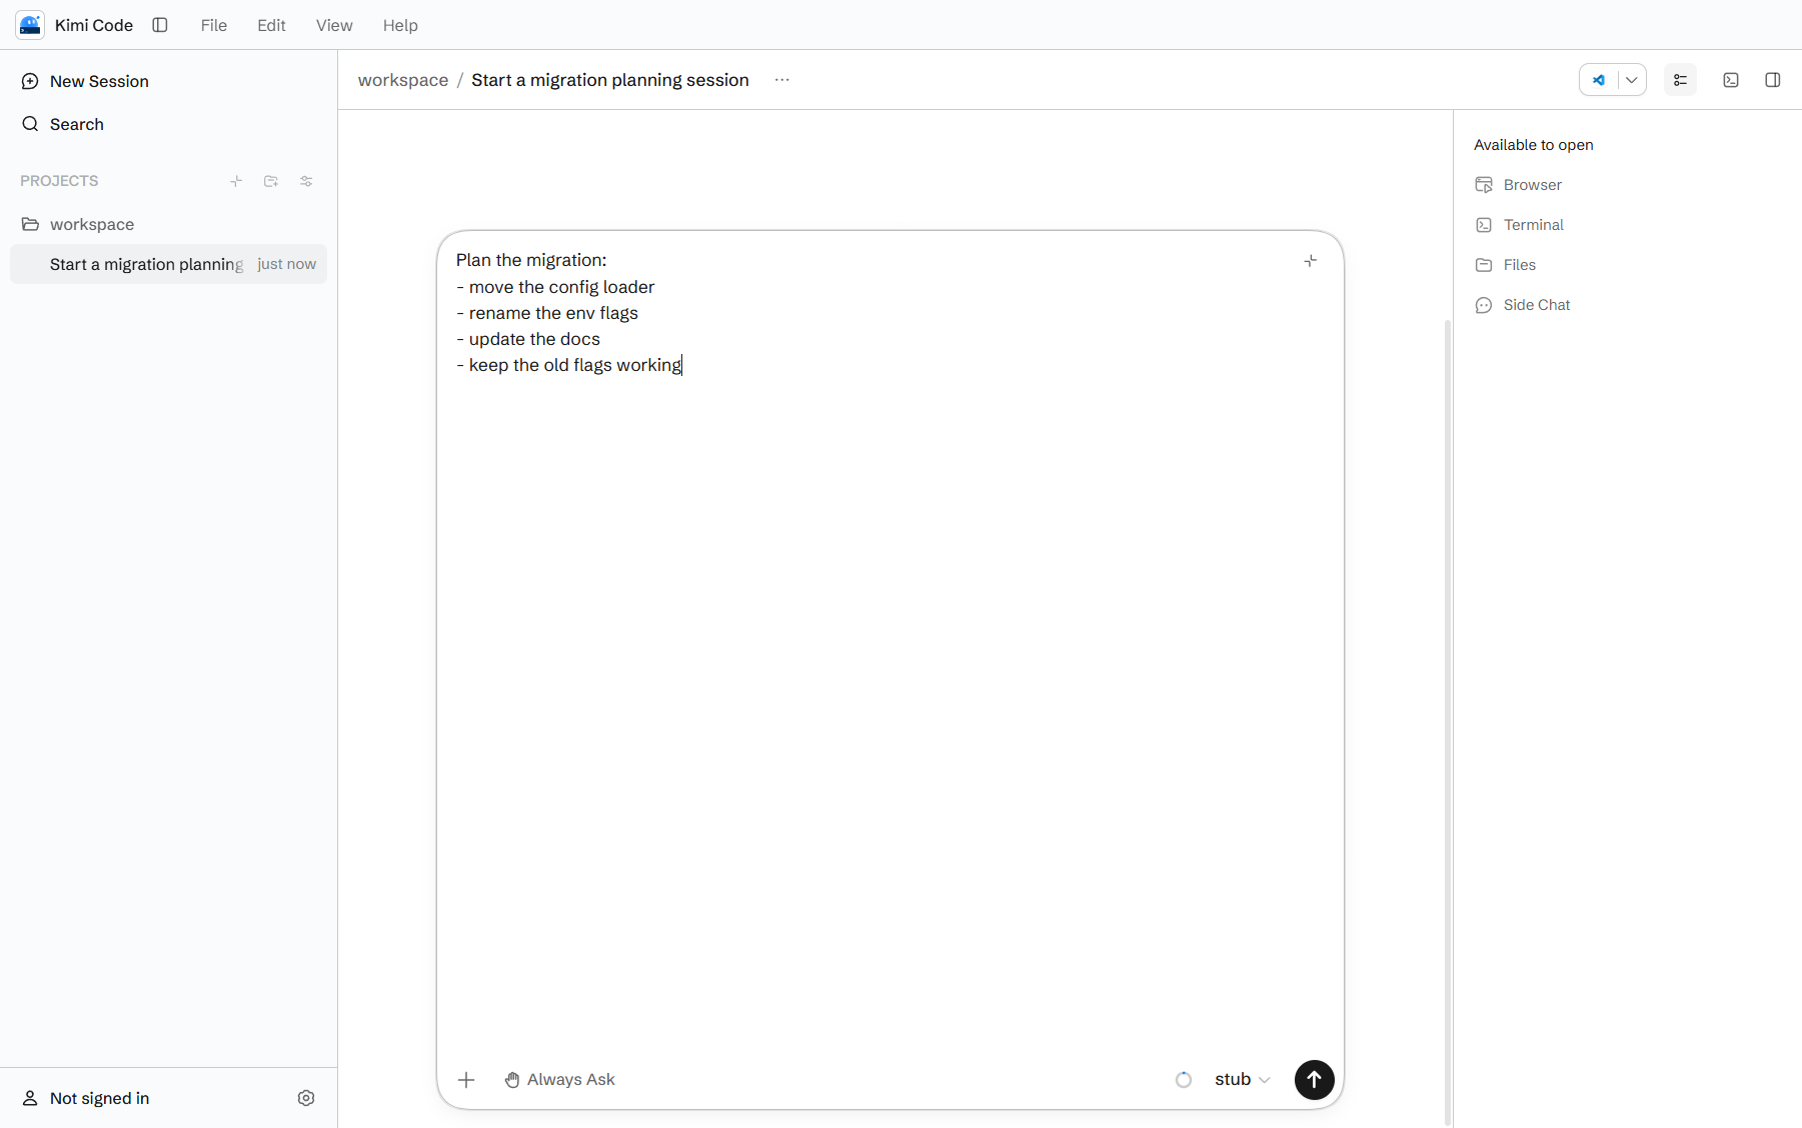 Kimi Code
File
Edit
View
Help
New Session
Search
PROJECTS
workspace
Start a migration planning just now
Not signed in
workspace / Start a migration planning session
Plan the migration:
- move the config loader
- rename the env flags
- update the docs
- keep the old flags working
Always Ask
stub
Available to open
Browser
Terminal
Files
Side Chat